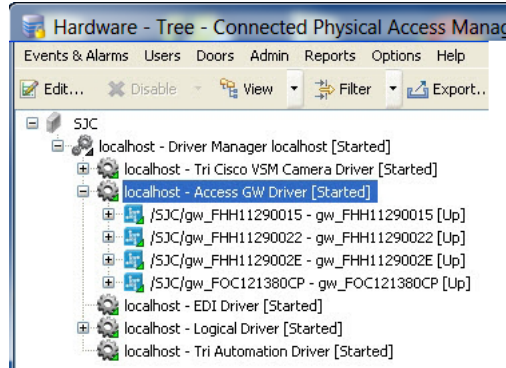 Hardware - Tree - Connected Physical Access Manag
Events & Alarms Users Doors Admin Reports Options Help
Edit... Disable View Filter Export..
SJC
localhost - Driver Manager localhost [Started]
localhost - Tri Cisco VSM Camera Driver [Started]
localhost - Access GW Driver [Started]
/SJC/gw_FHH11290015 - gw_FHH11290015 [Up]
/SJC/gw_FHH11290022 - gw_FHH11290022 [Up]
/SJC/gw_FHH1129002E - gw_FHH1129002E [Up]
/SJC/gw_FOC121380CP - gw_FOC121380CP [Up]
localhost - EDI Driver [Started]
localhost - Logical Driver [Started]
localhost - Tri Automation Driver [Started]